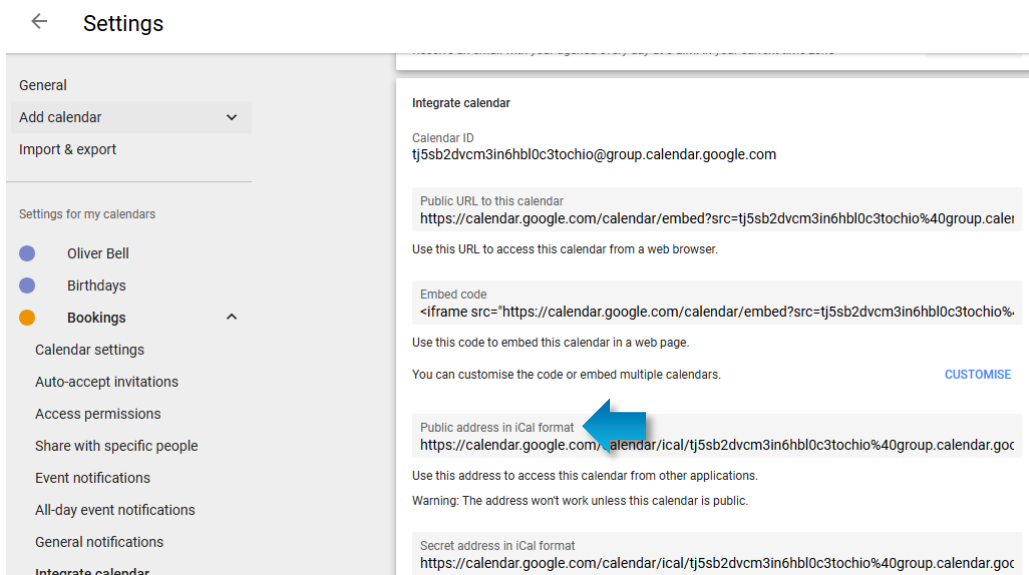 Settings
General
Add calendar
Import & export
Settings for my calendars
Oliver Bell
Birthdays
Bookings
Calendar settings
Auto-accept invitations
Access permissions
Share with specific people
Event notifications
All-day event notifications
General notifications
Integrate calendar
Integrate calendar
Calendar ID
tj5sb2dvcm3in6hbl0c3tochio@group.calendar.google.com
Public URL to this calendar
https://calendar.google.com/calendar/embed?src=tj5sb2dvcm3in6hbl0c3tochio%40group.caler
Use this URL to access this calendar from a web browser.
Embed code
<iframe src="https://calendar.google.com/calendar/embed?src=tj5sb2dvcm3in6hbl0c3tochio%
Use this code to embed this calendar in a web page.
You can customise the code or embed multiple calendars.
CUSTOMISE
Public address in iCal format
https://calendar.google.com/calendar/ical/tj5sb2dvcm3in6hbl0c3tochio%40group.calendar.goo
Use this address to access this calendar from other applications.
Warning: The address won't work unless this calendar is public.
Secret address in iCal format
https://calendar.google.com/calendar/ical/tj5sb2dvcm3in6hbl0c3tochio%40group.calendar.goo